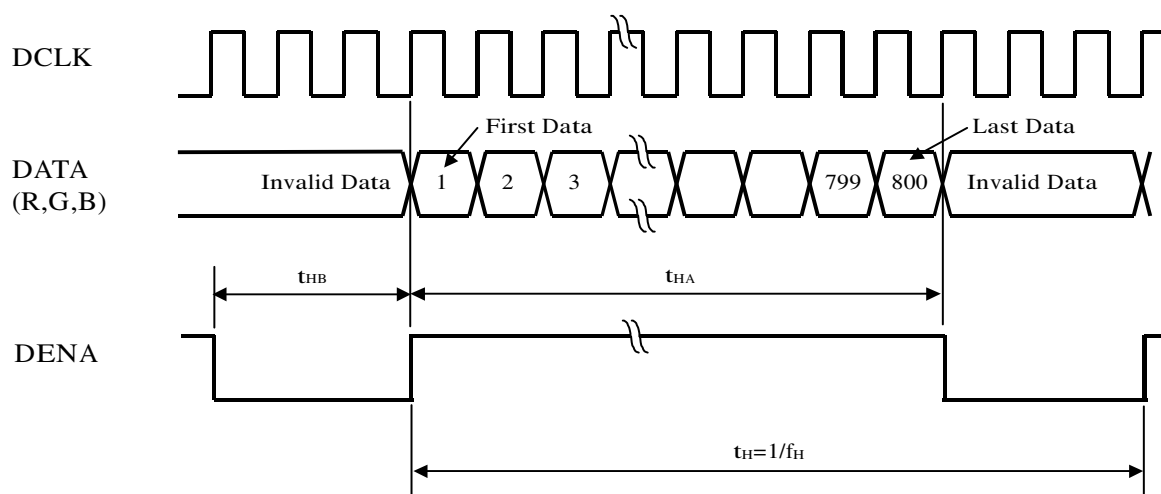 DCLK
First Data
Last Data
DATA
(R,G,B)
Invalid Data
1
2
3
799
800
Invalid Data
tHB
tHA
DENA
tH=1/fH